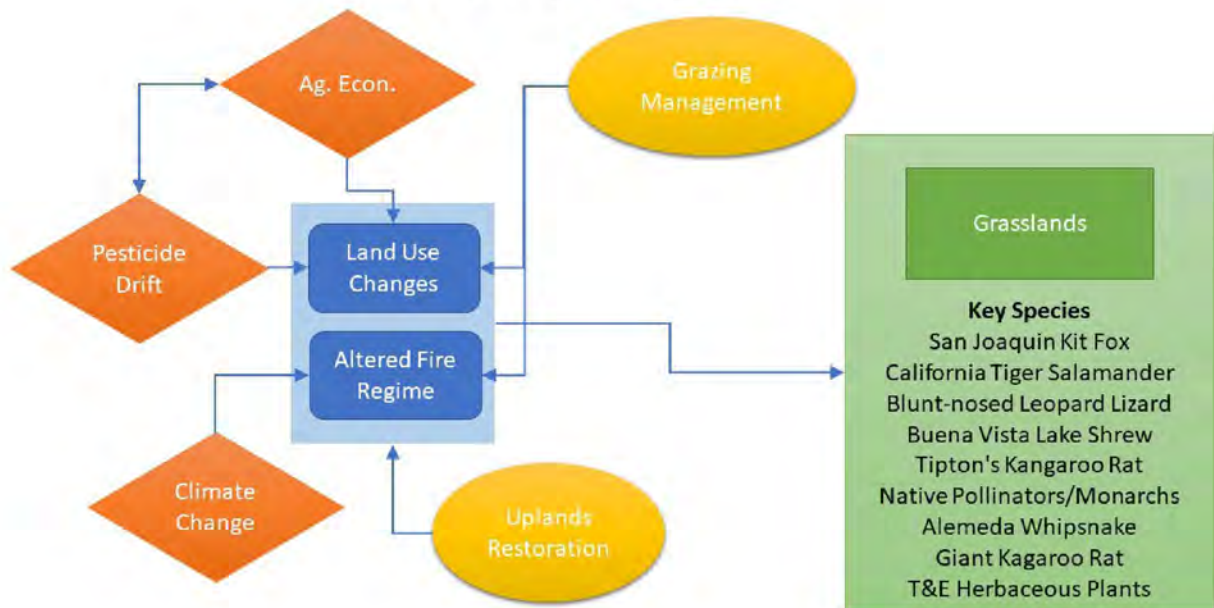 Ag. Econ.
Grazing
Management
Pesticide
Drift
Land Use
Changes
Altered Fire
Regime
Climate
Change
Uplands
Restoration
Grasslands
Key Species
San Joaquin Kit Fox
California Tiger Salamander
Blunt-nosed Leopard Lizard
Buena Vista Lake Shrew
Tipton's Kangaroo Rat
Native Pollinators/Monarchs
Alemeda Whipsnake
Giant Kagaroo Rat
T&E Herbaceous Plants